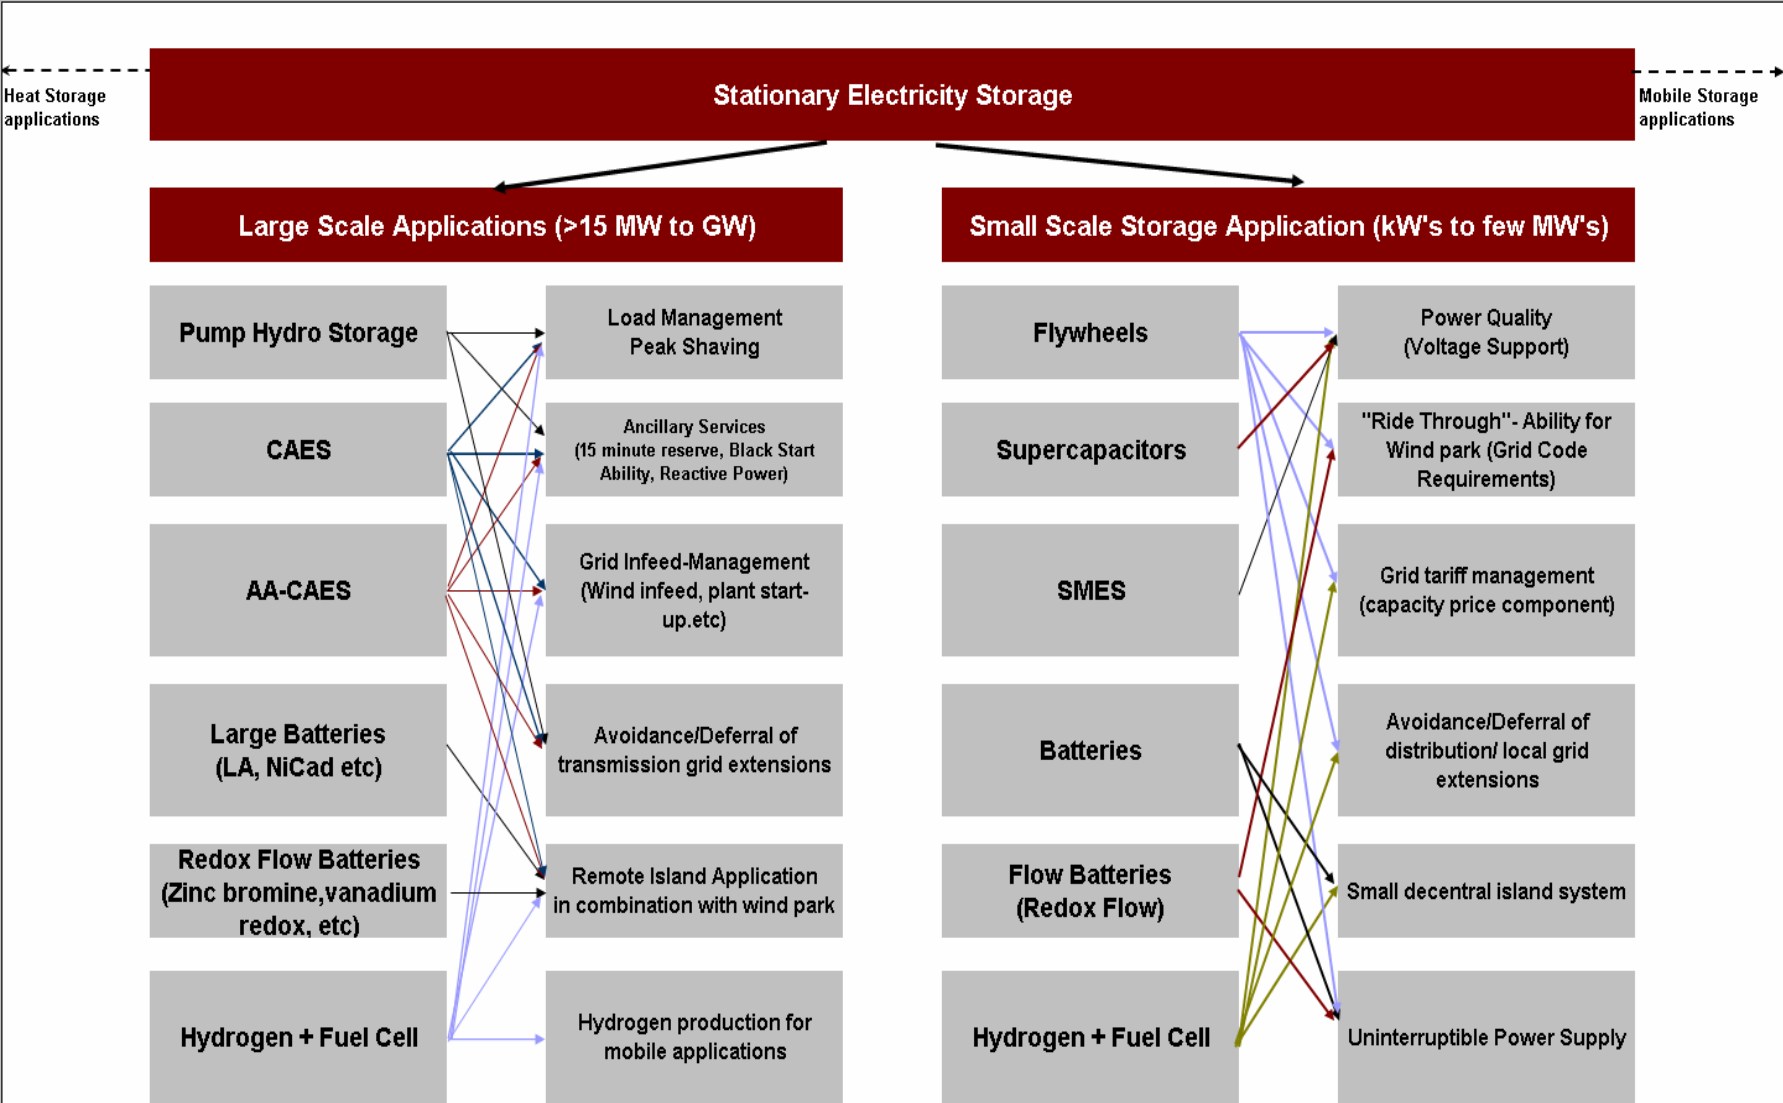 Stationary Electricity Storage
Heat Storage
applications
Mobile Storage
applications
Large Scale Applications (>15 MW to GW)
Small Scale Storage Application (kW's to few MW's)
Pump Hydro Storage
Load Management
Peak Shaving
CAES
Ancillary Services
(15 minute reserve, Black Start
Ability, Reactive Power)
AA-CAES
Grid Infeed-Management
(Wind infeed, plant start-
up.etc)
Large Batteries
(LA, NiCad etc)
Avoidance/Deferral of
transmission grid extensions
Redox Flow Batteries
(Zinc bromine,vanadium
redox, etc)
Remote Island Application
in combination with wind park
Hydrogen + Fuel Cell
Hydrogen production for
mobile applications
Flywheels
Power Quality
(Voltage Support)
Supercapacitors
"Ride Through"- Ability for
Wind park (Grid Code
Requirements)
SMES
Grid tariff management
(capacity price component)
Batteries
Avoidance/Deferral of
distribution/ local grid
extensions
Flow Batteries
(Redox Flow)
Small decentral island system
Hydrogen + Fuel Cell
Uninterruptible Power Supply